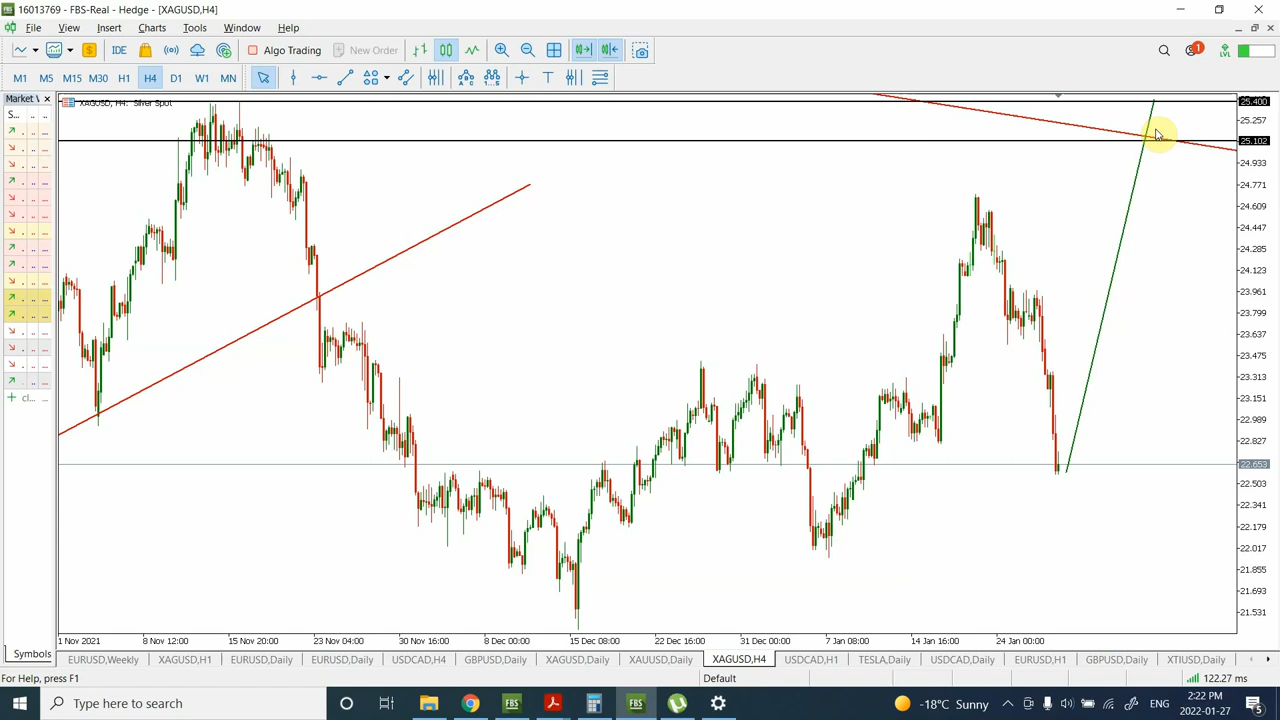 16013769 - FBS-Real - Hedge - [XAGUSD,H4]
File View Insert Charts Tools Window Help
IDE Algo Trading New Order 1 LVL
M1 M5 M15 M30 H1 H4 D1 W1 MN
Market
XAGUSD, H4: Silver Spot
S...
25.400
25.257
25.102
24.933
24.771
24.609
24.447
24.285
24.123
23.961
23.799
23.637
23.475
23.313
23.151
22.989
22.827
22.653
22.503
22.341
22.179
22.017
21.855
21.693
21.531
+ cl...
1 Nov 2021 8 Nov 12:00 15 Nov 20:00 23 Nov 04:00 30 Nov 16:00 8 Dec 00:00 15 Dec 08:00 22 Dec 16:00 31 Dec 00:00 7 Jan 08:00 14 Jan 16:00 24 Jan 00:00
Symbols
EURUSD,Weekly XAGUSD,H1 EURUSD,Daily EURUSD,Daily USDCAD,H4 GBPUSD,Daily XAGUSD,Daily XAUUSD,Daily XAGUSD,H4 USDCAD,H1 TESLA,Daily USDCAD,Daily EURUSD,H1 GBPUSD,Daily XTIUSD,Daily
For Help, press F1 Default 122.27 ms
Type here to search FBS FBS -18°C Sunny ENG 2:22 PM
2022-01-27 5